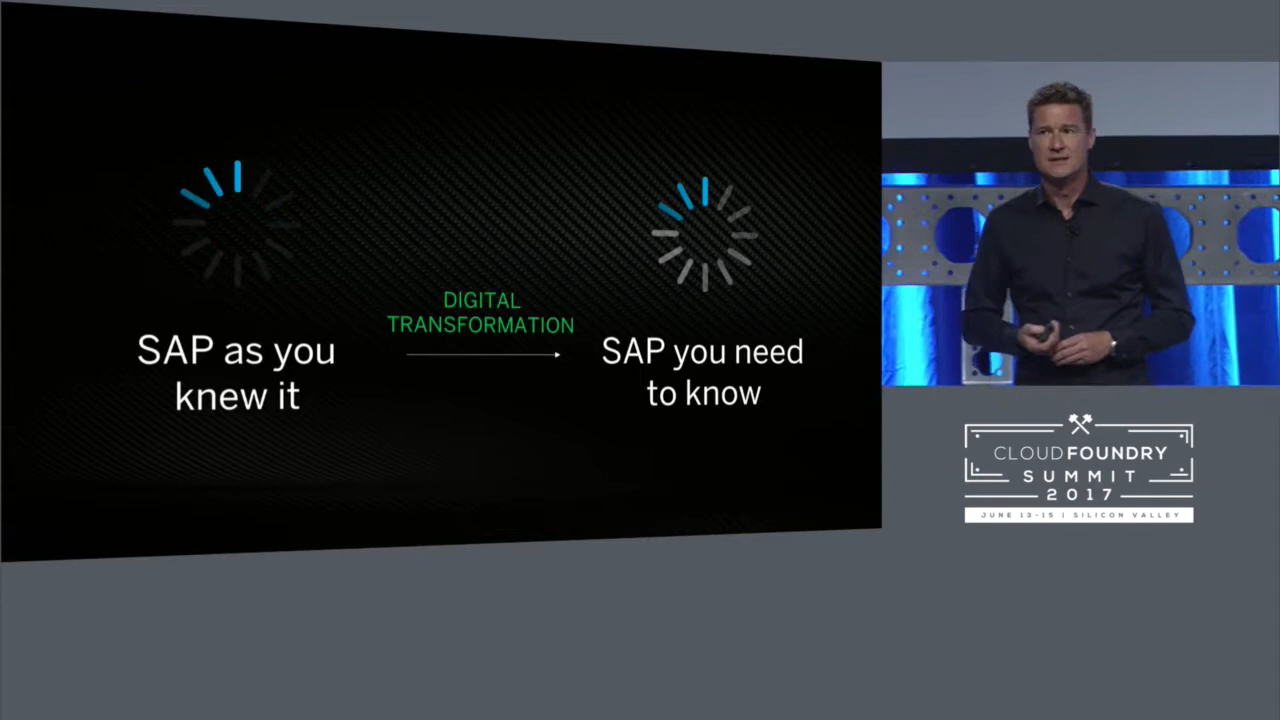 DIGITAL
TRANSFORMATION
SAP as you
knew it
SAP you need
to know
CLOUD FOUNDRY
SUMMIT
2017
JUNE 13-15 | SILICON VALLEY